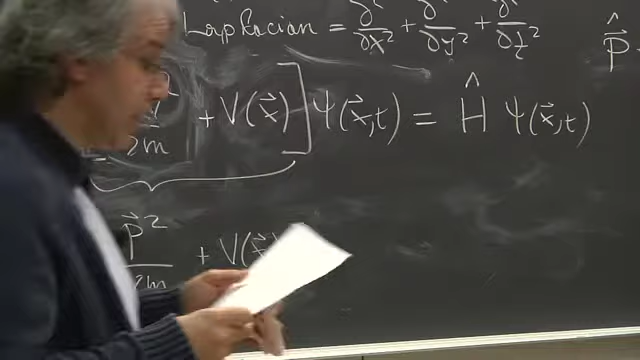 Laplacian = ∂²/∂x² + ∂²/∂y² + ∂²/∂z²
2m + V(x⃗)] Ψ(x⃗,t) = Ĥ Ψ(x⃗,t)
p⃗²/2m + V(x⃗)
p̂⃗